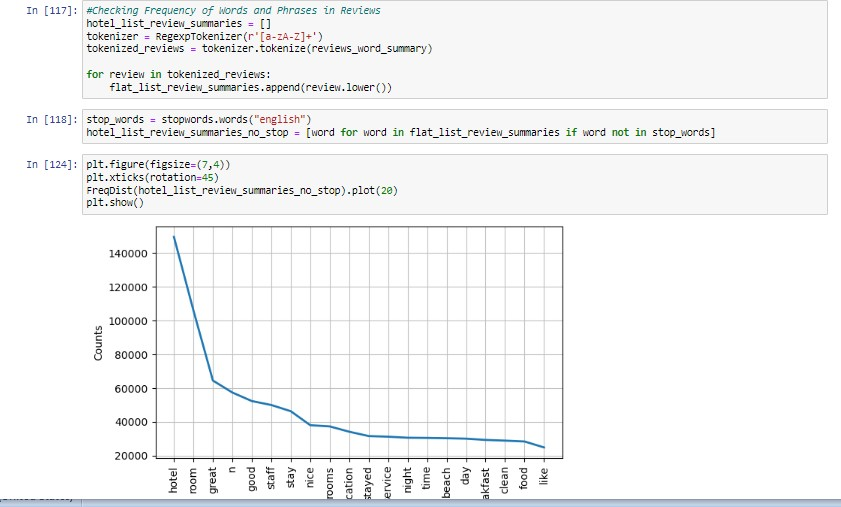 In [117]: #Checking Frequency of Words and Phrases in Reviews
hotel_list_review_summaries = []
tokenizer = RegexpTokenizer(r'[a-zA-Z]+')
tokenized_reviews = tokenizer.tokenize(reviews_word_summary)
for review in tokenized_reviews:
    flat_list_review_summaries.append(review.lower())
In [118]: stop_words = stopwords.words("english")
hotel_list_review_summaries_no_stop = [word for word in flat_list_review_summaries if word not in stop_words]
In [124]: plt.figure(figsize=(7,4))
plt.xticks(rotation=45)
FreqDist(hotel_list_review_summaries_no_stop).plot(20)
plt.show()
140000
120000
100000
80000
60000
40000
20000
Counts
hotel
room
great
n
good
staff
stay
nice
rooms
cation
stayed
ervice
night
time
beach
day
akfast
clean
food
like